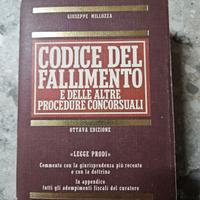 GIUSEPPE MILLOZZA
CODICE DEL
FALLIMENTO
E DELLE ALTRE
PROCEDURE CONCORSUALI
OTTAVA EDIZIONE
«LEGGE PRODI»
Commento con la giurisprudenza più recente
e con la dottrina
In appendice
tutti gli adempimenti fiscali del curatore